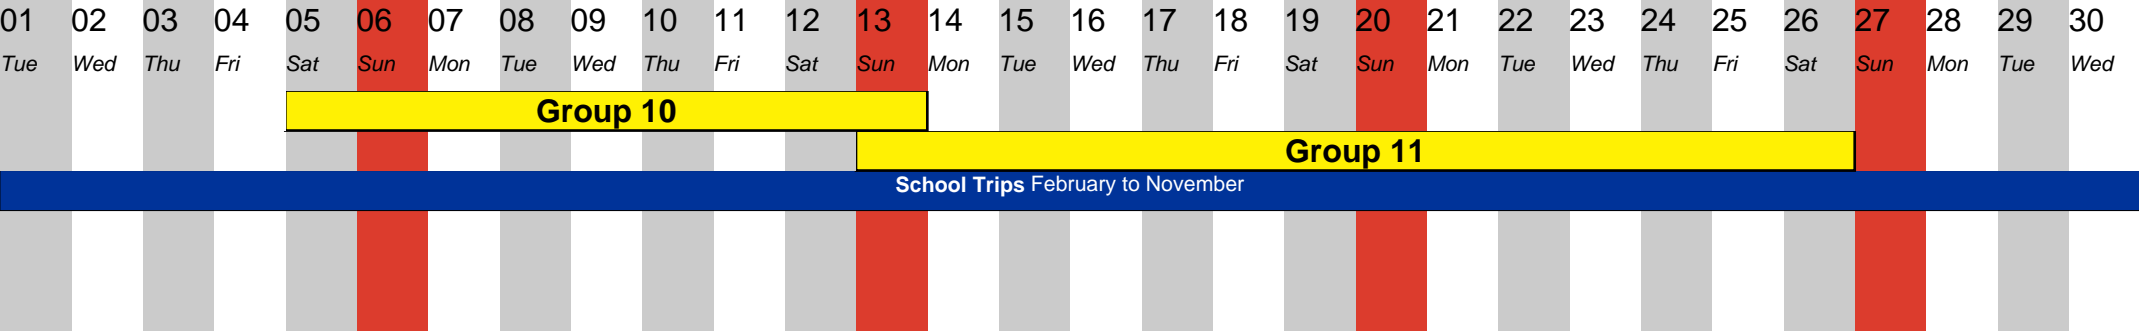 01 02 03 04 05 06 07 08 09 10 11 12 13 14 15 16 17 18 19 20 21 22 23 24 25 26 27 28 29 30
Tue Wed Thu Fri Sat Sun Mon Tue Wed Thu Fri Sat Sun Mon Tue Wed Thu Fri Sat Sun Mon Tue Wed Thu Fri Sat Sun Mon Tue Wed
Group 10
Group 11
School Trips February to November